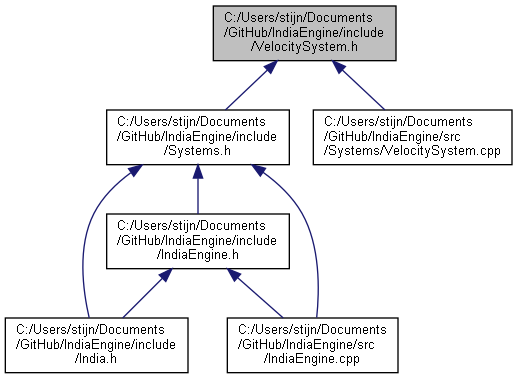 C:/Users/stijn/Documents
/GitHub/IndiaEngine/include
/VelocitySystem.h
C:/Users/stijn/Documents
/GitHub/IndiaEngine/include
/Systems.h
C:/Users/stijn/Documents
/GitHub/IndiaEngine/src
/Systems/VelocitySystem.cpp
C:/Users/stijn/Documents
/GitHub/IndiaEngine/include
/IndiaEngine.h
C:/Users/stijn/Documents
/GitHub/IndiaEngine/include
/India.h
C:/Users/stijn/Documents
/GitHub/IndiaEngine/src
/IndiaEngine.cpp